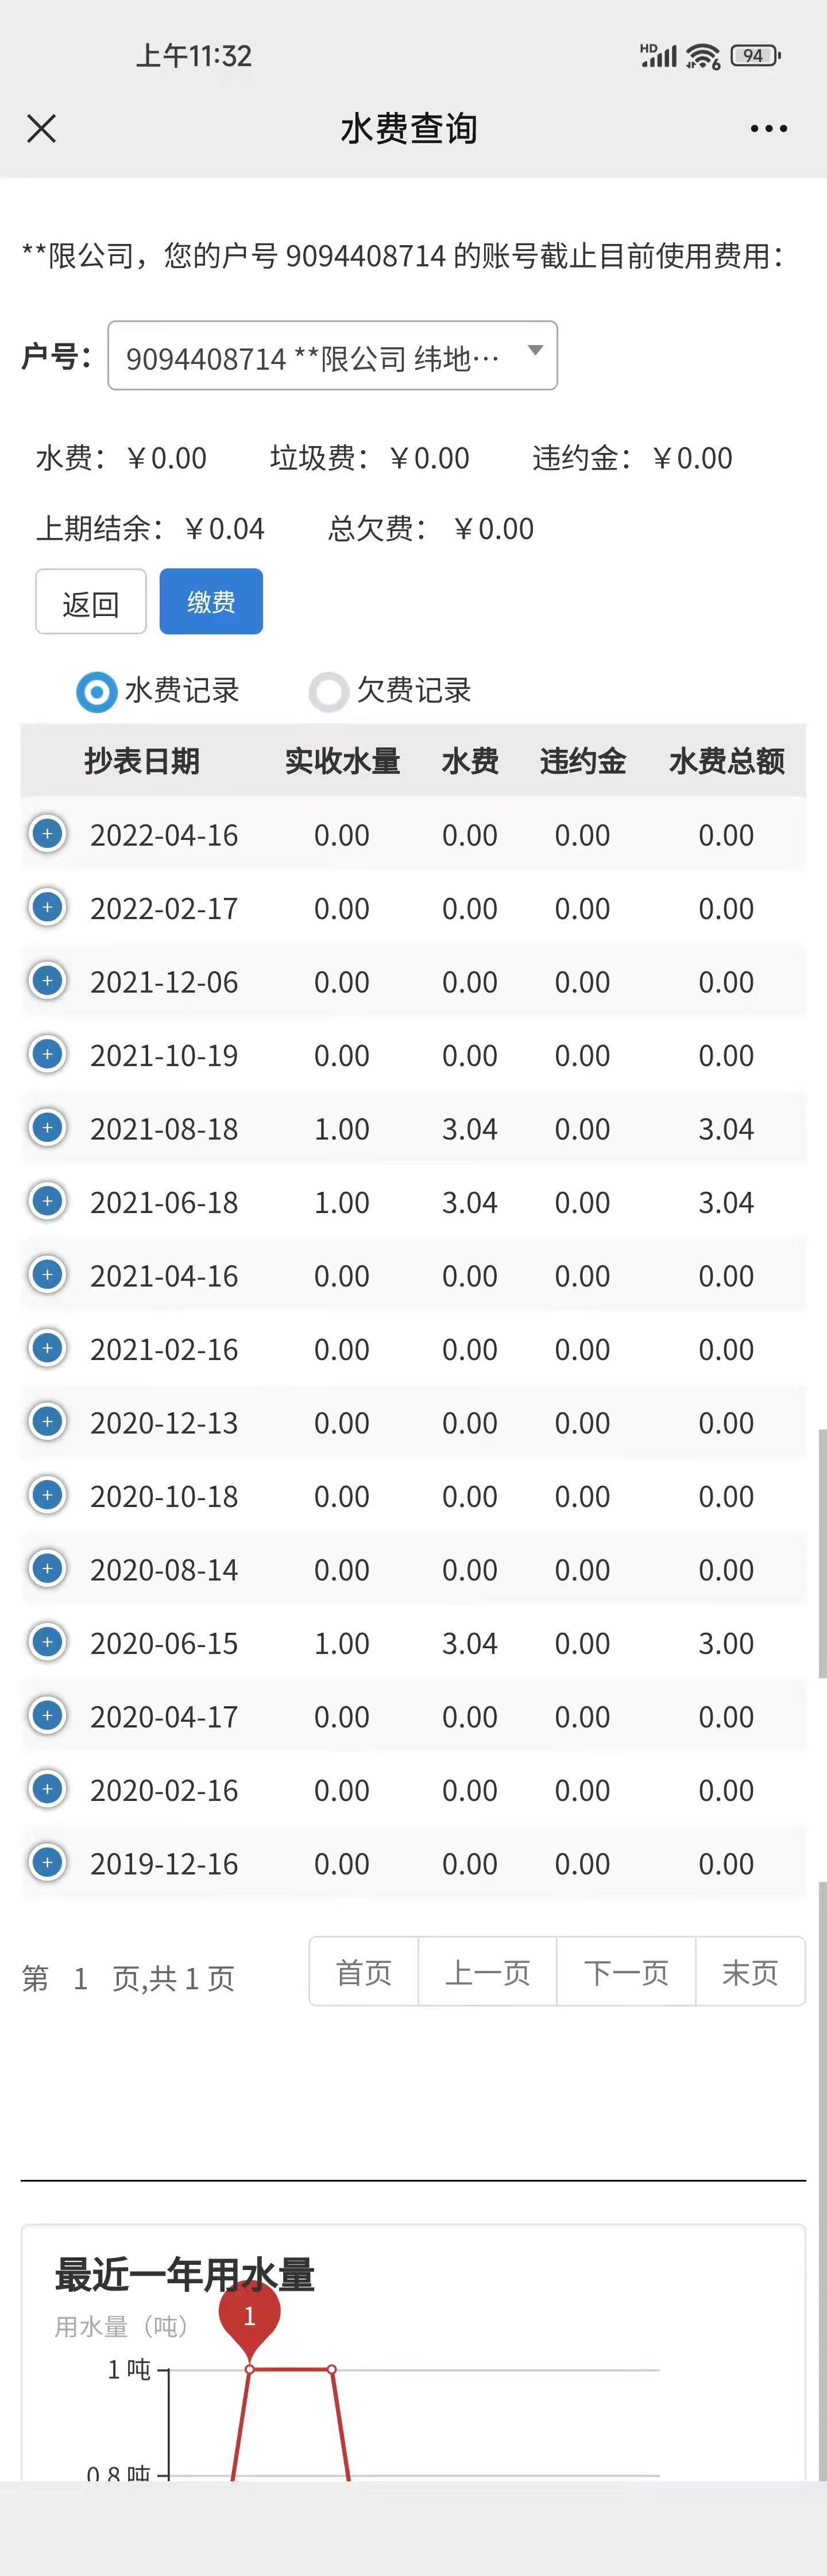 上午11:32 HD 6 94
水费查询
**限公司，您的户号 9094408714 的账号截止目前使用费用：
户号： 9094408714 **限公司 纬地…
水费：￥0.00 垃圾费：￥0.00 违约金：￥0.00
上期结余：￥0.04 总欠费：￥0.00
返回 缴费
水费记录 欠费记录
抄表日期 实收水量 水费 违约金 水费总额
2022-04-16 0.00 0.00 0.00 0.00
2022-02-17 0.00 0.00 0.00 0.00
2021-12-06 0.00 0.00 0.00 0.00
2021-10-19 0.00 0.00 0.00 0.00
2021-08-18 1.00 3.04 0.00 3.04
2021-06-18 1.00 3.04 0.00 3.04
2021-04-16 0.00 0.00 0.00 0.00
2021-02-16 0.00 0.00 0.00 0.00
2020-12-13 0.00 0.00 0.00 0.00
2020-10-18 0.00 0.00 0.00 0.00
2020-08-14 0.00 0.00 0.00 0.00
2020-06-15 1.00 3.04 0.00 3.00
2020-04-17 0.00 0.00 0.00 0.00
2020-02-16 0.00 0.00 0.00 0.00
2019-12-16 0.00 0.00 0.00 0.00
第 1 页,共 1 页 首页 上一页 下一页 末页
最近一年用水量
用水量（吨） 1
1 吨
0.8 吨